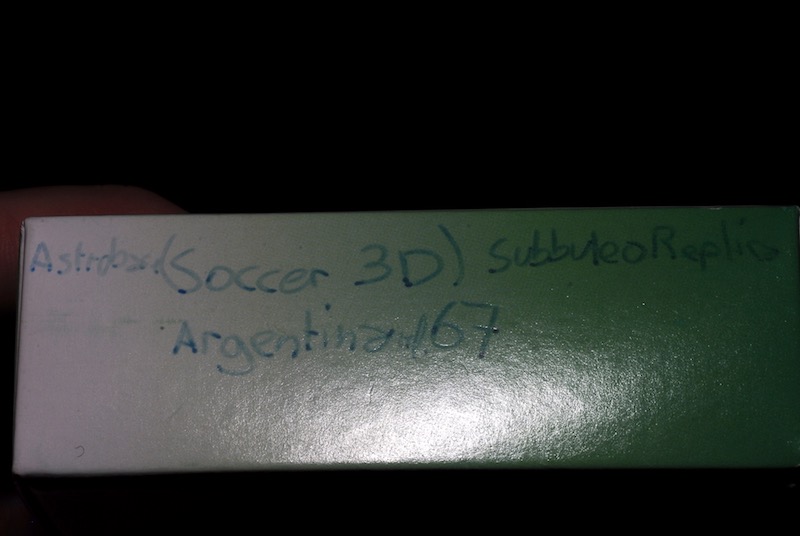 Astrobase (Soccer 3D) Subbuteo Replica
Argentina #67